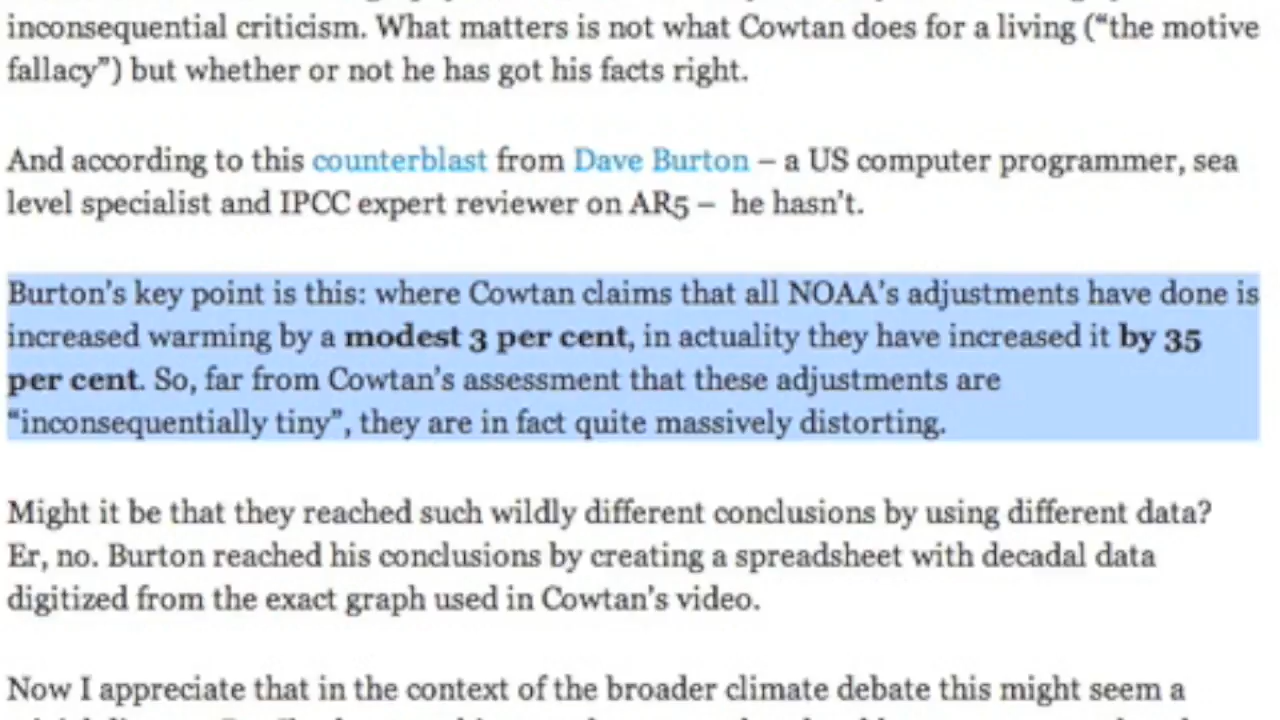 inconsequential criticism. What matters is not what Cowtan does for a living (“the motive
fallacy”) but whether or not he has got his facts right.
And according to this counterblast from Dave Burton – a US computer programmer, sea
level specialist and IPCC expert reviewer on AR5 – he hasn’t.
Burton’s key point is this: where Cowtan claims that all NOAA’s adjustments have done is
increased warming by a modest 3 per cent, in actuality they have increased it by 35
per cent. So, far from Cowtan’s assessment that these adjustments are
“inconsequentially tiny”, they are in fact quite massively distorting.
Might it be that they reached such wildly different conclusions by using different data?
Er, no. Burton reached his conclusions by creating a spreadsheet with decadal data
digitized from the exact graph used in Cowtan’s video.
Now I appreciate that in the context of the broader climate debate this might seem a